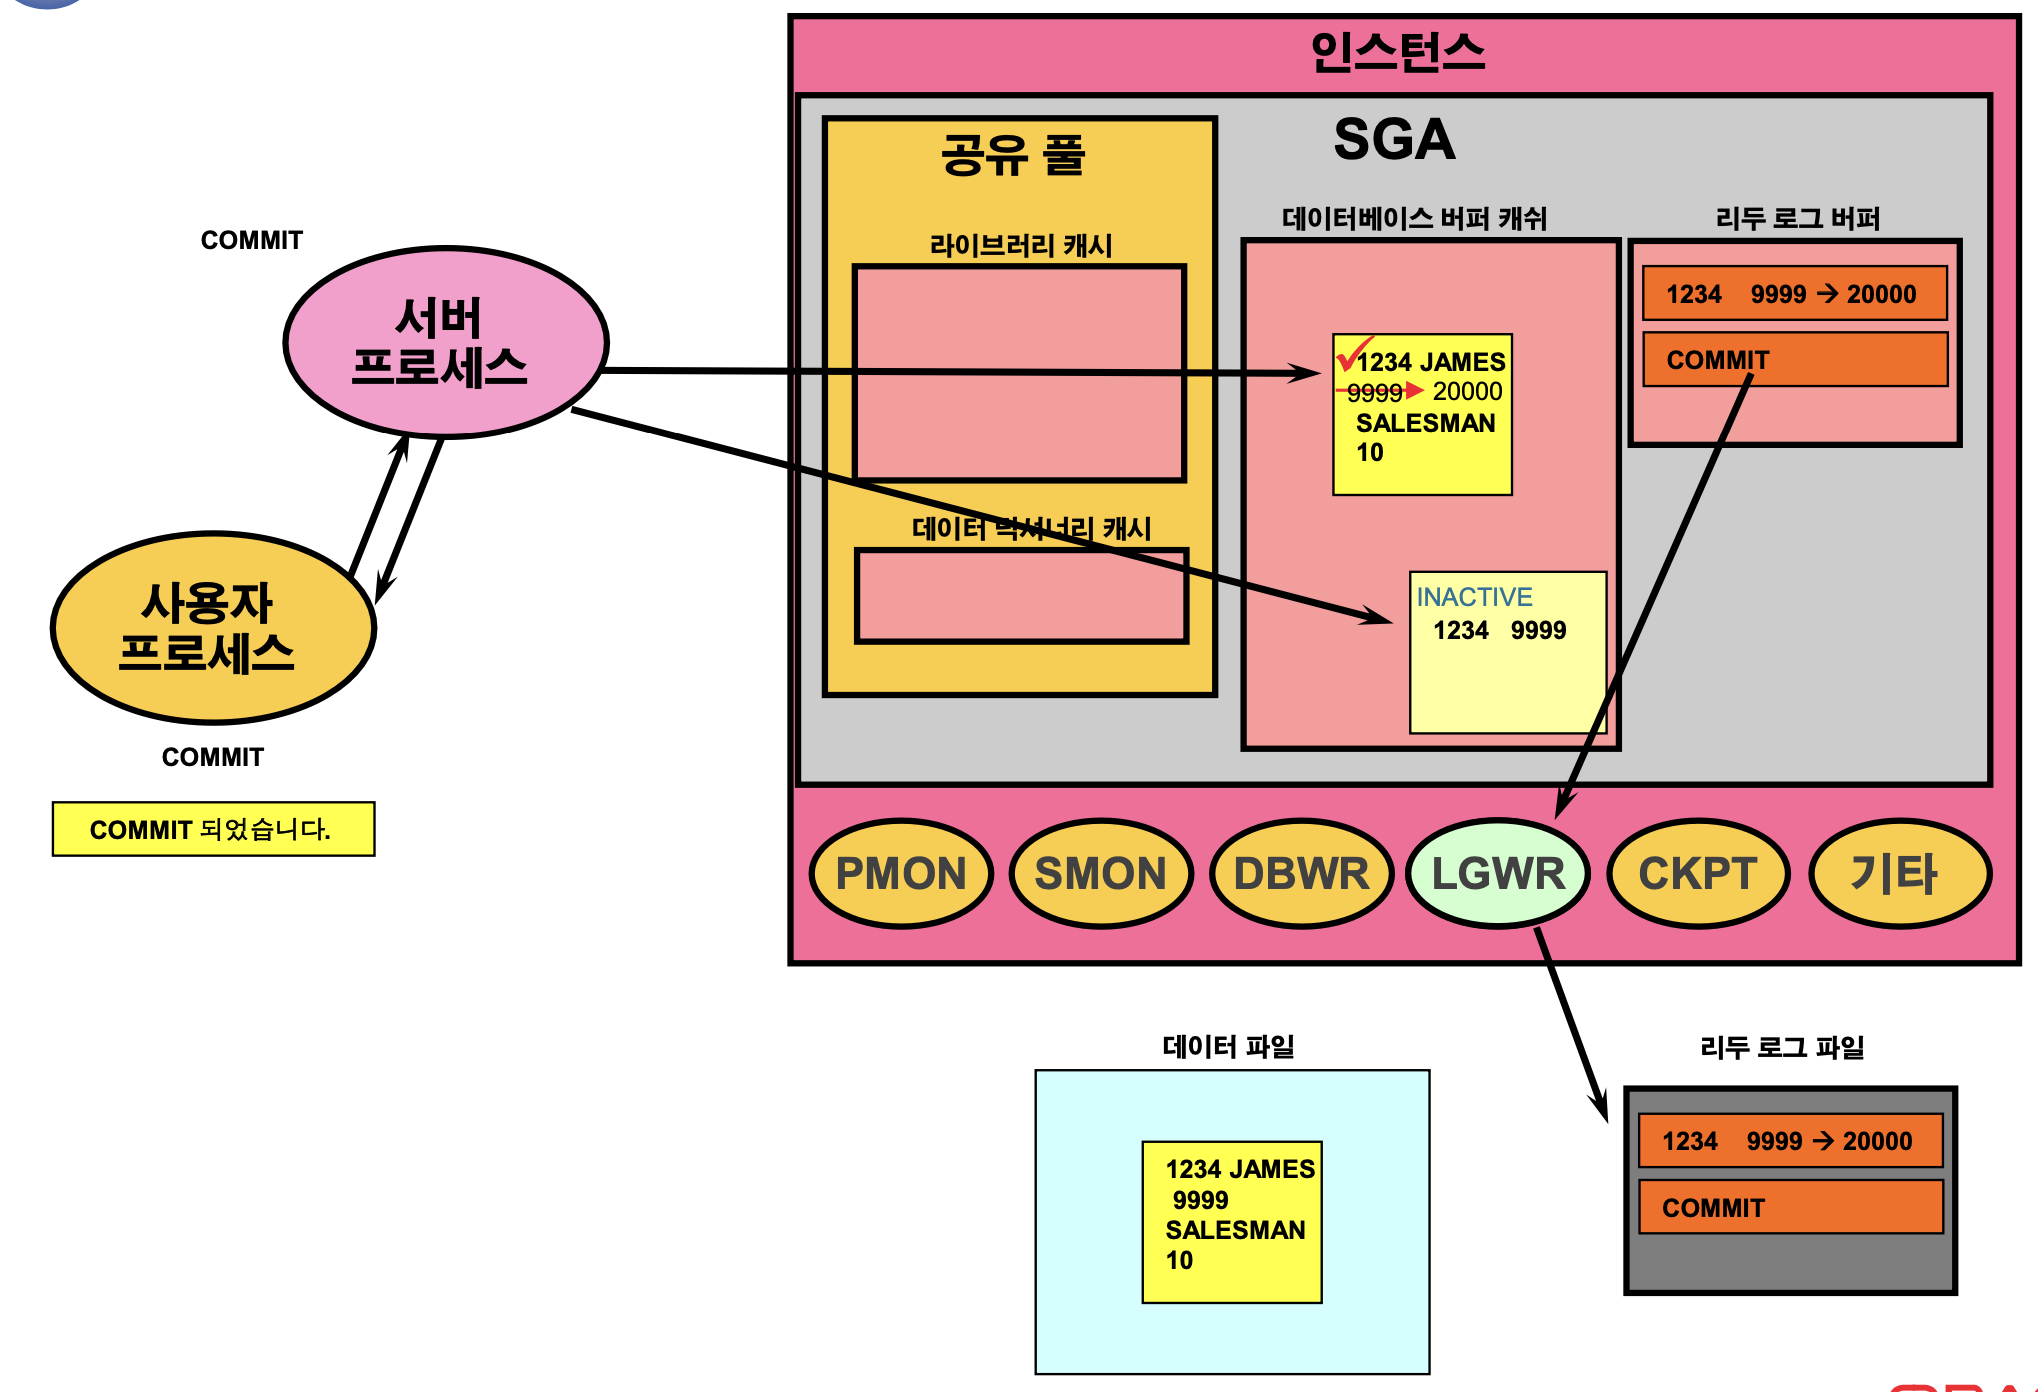 인스턴스
SGA
공유 풀
라이브러리 캐시
데이터 딕셔너리 캐시
데이터베이스 버퍼 캐쉬
1234 JAMES
9999 20000
SALESMAN
10
INACTIVE
1234 9999
리두 로그 버퍼
1234 9999 → 20000
COMMIT
COMMIT
서버
프로세스
사용자
프로세스
COMMIT
COMMIT 되었습니다.
PMON
SMON
DBWR
LGWR
CKPT
기타
데이터 파일
1234 JAMES
9999
SALESMAN
10
리두 로그 파일
1234 9999 → 20000
COMMIT